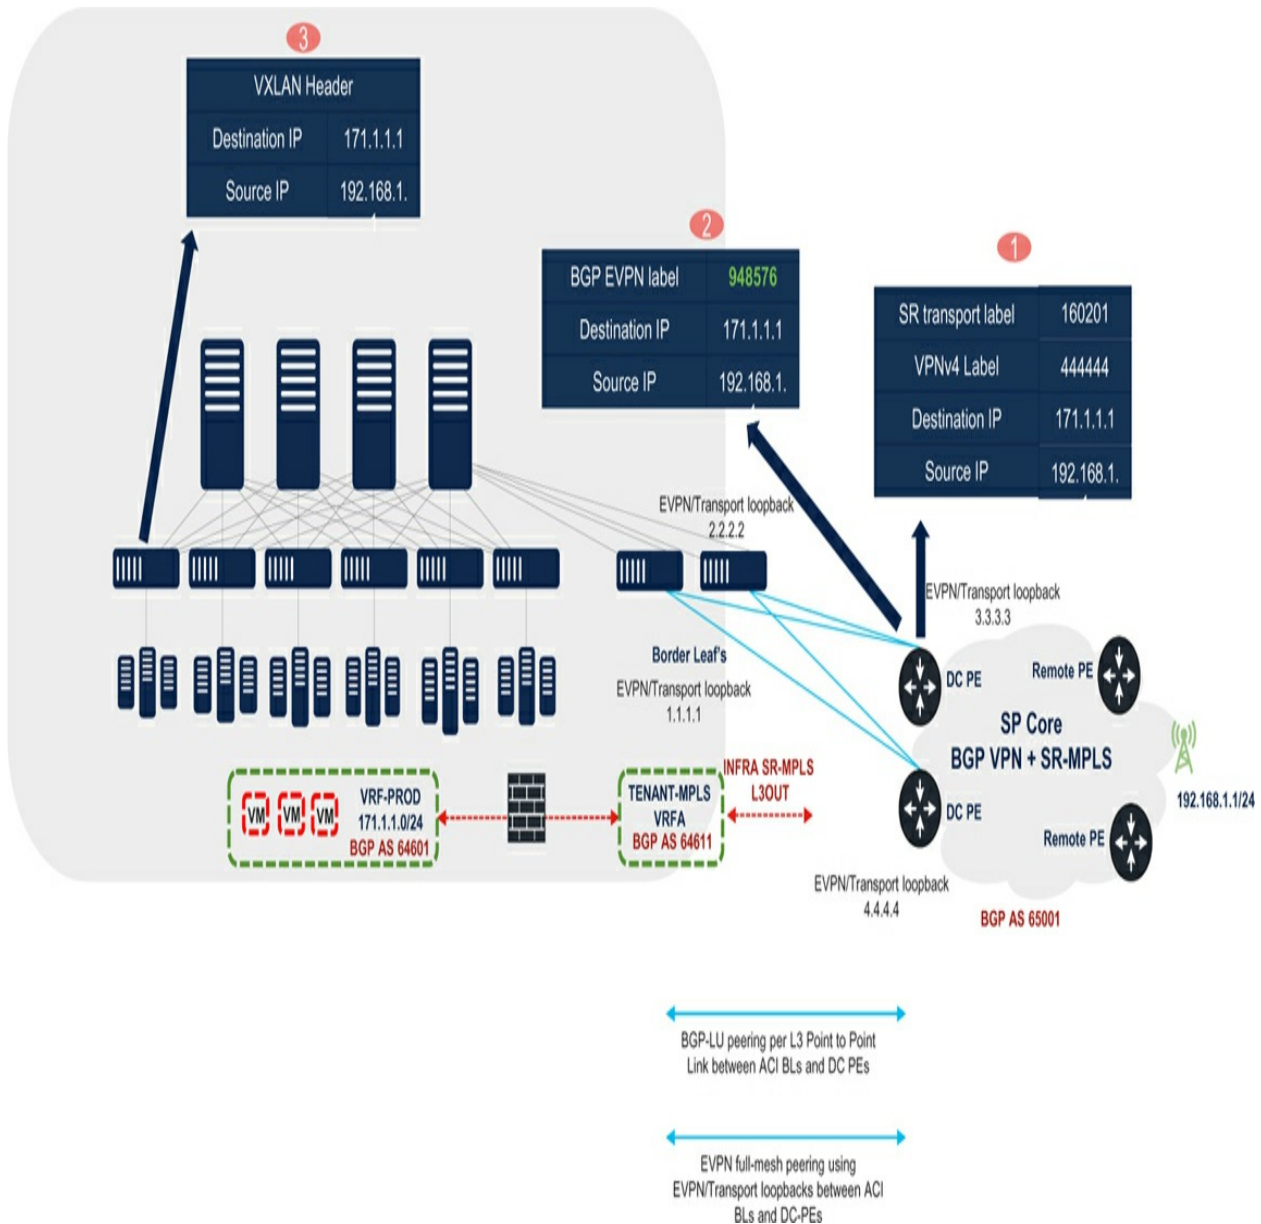 3
VXLAN Header
Destination IP 171.1.1.1
Source IP 192.168.1.
2
BGP EVPN label 948576
Destination IP 171.1.1.1
Source IP 192.168.1.
1
SR transport label 160201
VPNv4 Label 444444
Destination IP 171.1.1.1
Source IP 192.168.1.
EVPN/Transport loopback
2.2.2.2
EVPN/Transport loopback
3.3.3.3
Border Leaf's
EVPN/Transport loopback
1.1.1.1
DC PE
Remote PE
SP Core
BGP VPN + SR-MPLS
192.168.1.1/24
DC PE
Remote PE
EVPN/Transport loopback
4.4.4.4
BGP AS 65001
VM VM VM
VRF-PROD
171.1.1.0/24
BGP AS 64601
TENANT-MPLS
VRFA
BGP AS 64611
INFRA SR-MPLS
L3OUT
BGP-LU peering per L3 Point to Point
Link between ACI BLs and DC PEs
EVPN full-mesh peering using
EVPN/Transport loopbacks between ACI
BLs and DC-PEs